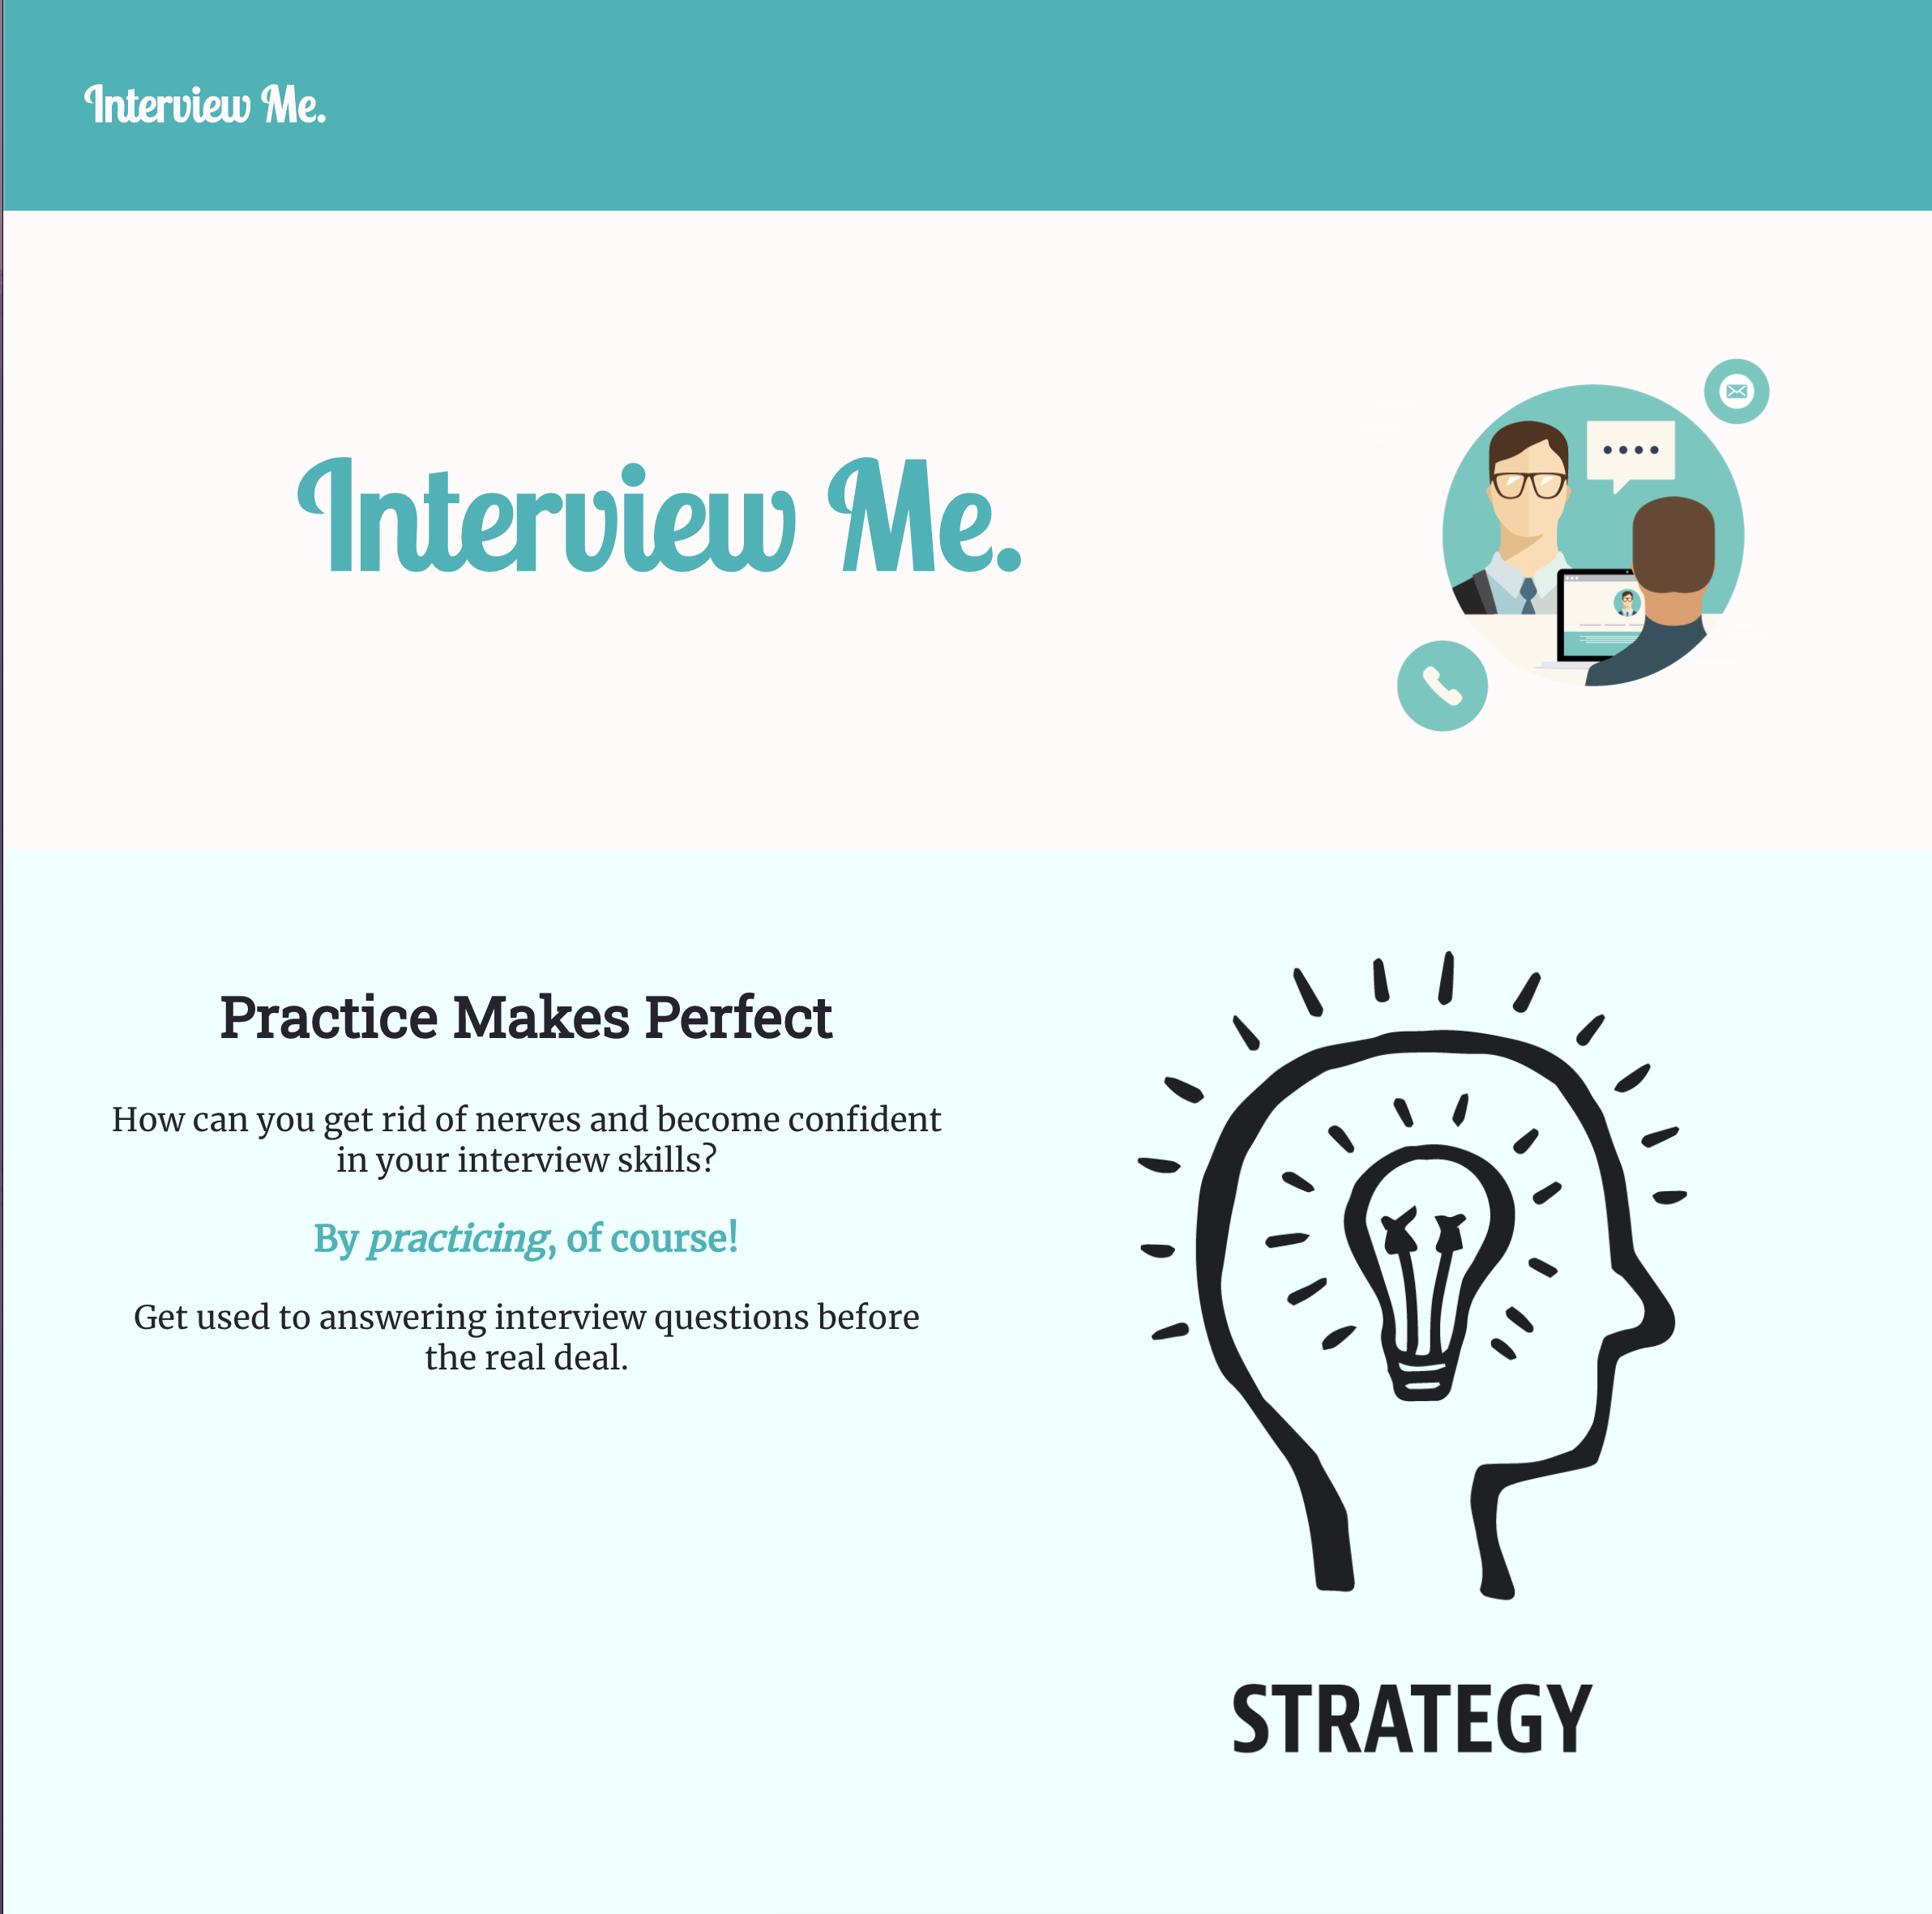 Interview Me.
Interview Me.
Practice Makes Perfect
How can you get rid of nerves and become confident
in your interview skills?
By practicing, of course!
Get used to answering interview questions before
the real deal.
STRATEGY